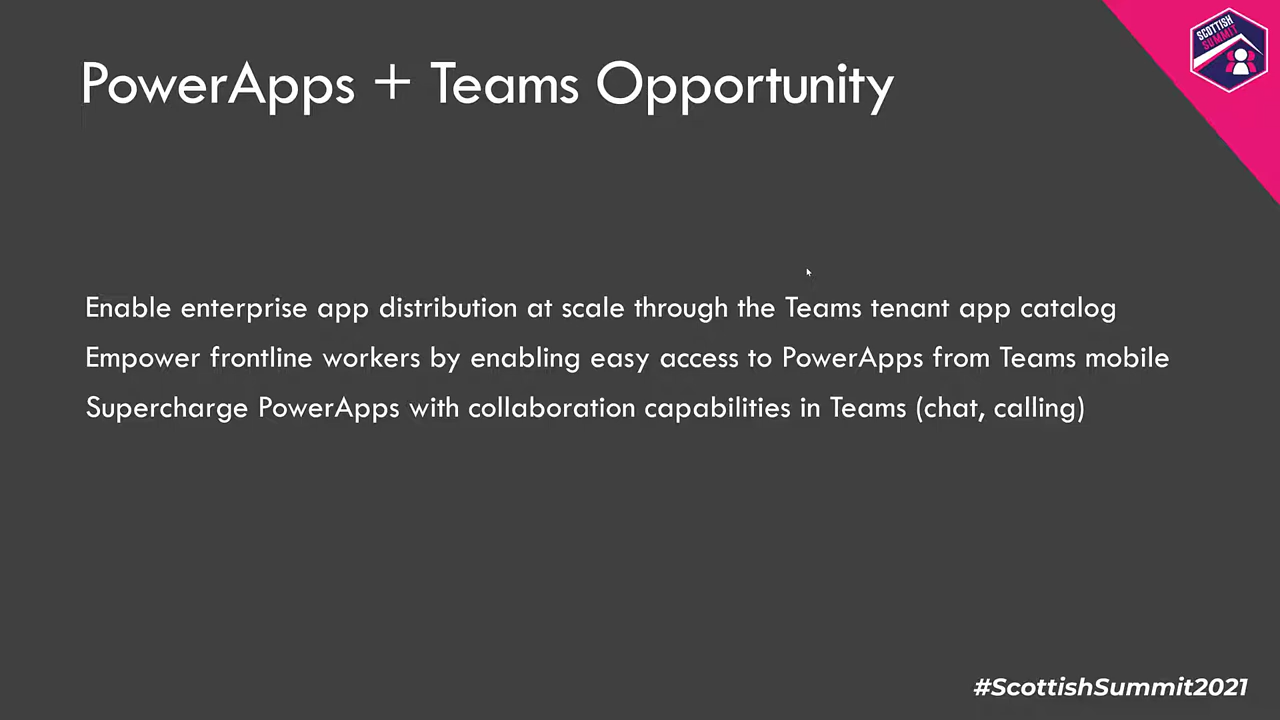 PowerApps + Teams Opportunity
SCOTTISH
SUMMIT
Enable enterprise app distribution at scale through the Teams tenant app catalog
Empower frontline workers by enabling easy access to PowerApps from Teams mobile
Supercharge PowerApps with collaboration capabilities in Teams (chat, calling)
#ScottishSummit2021